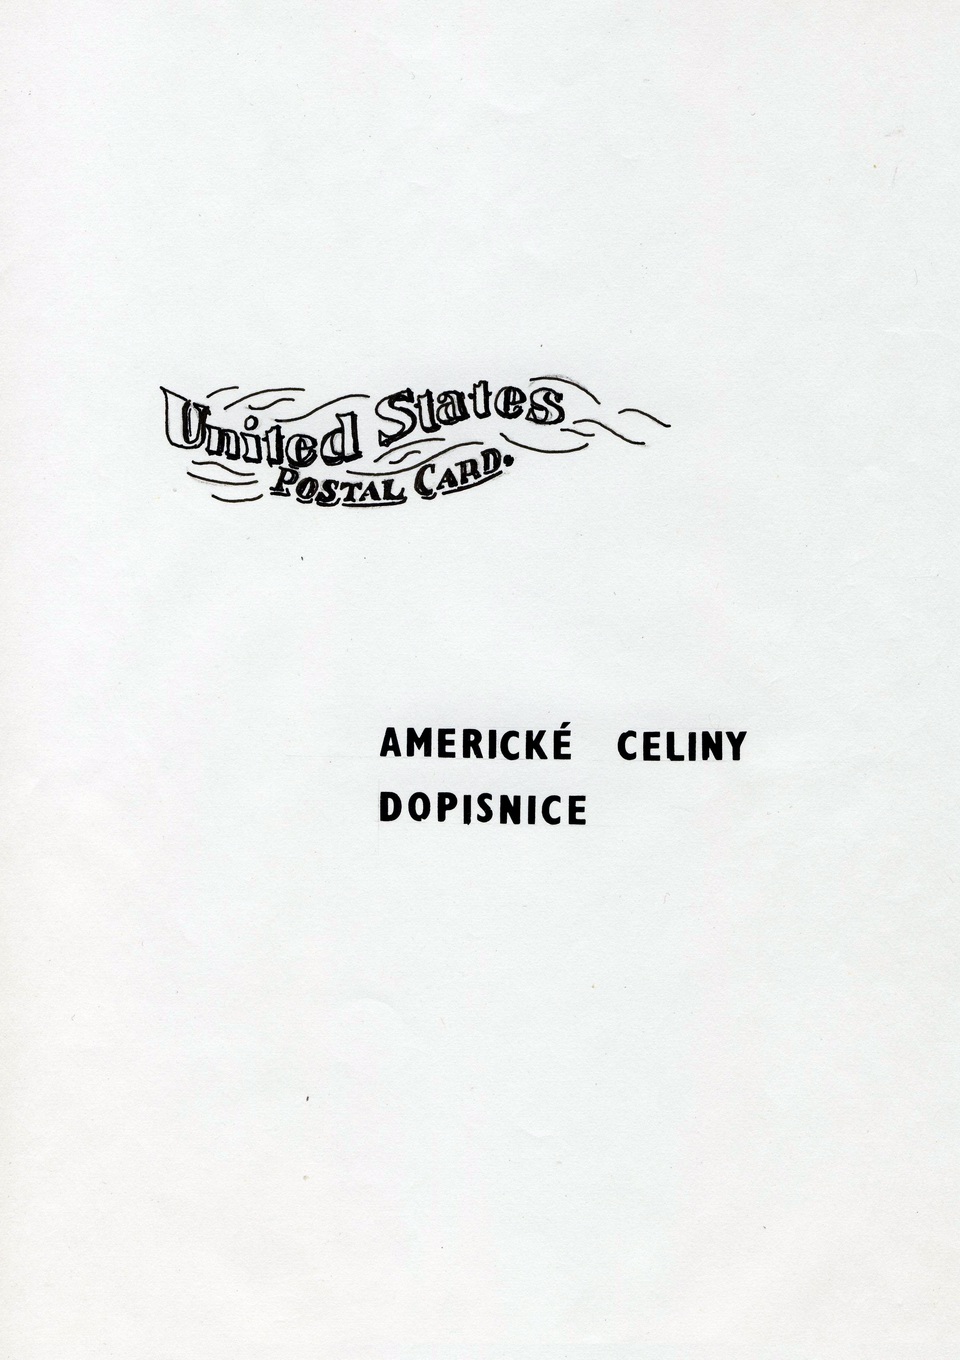 United States
POSTAL CARD.
AMERICKÉ CELINY
DOPISNICE